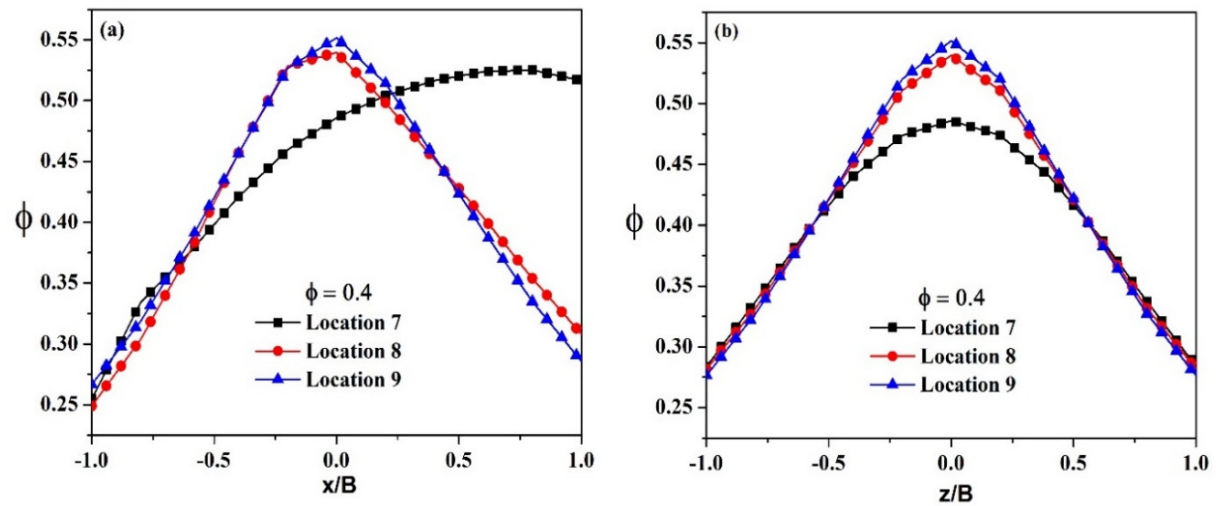 (a)
0.55
0.50
0.45
ϕ
0.40
0.35
0.30
0.25
ϕ = 0.4
Location 7
Location 8
Location 9
-1.0 -0.5 0.0 0.5 1.0
x/B
(b)
0.55
0.50
0.45
ϕ
0.40
0.35
0.30
0.25
ϕ = 0.4
Location 7
Location 8
Location 9
-1.0 -0.5 0.0 0.5 1.0
z/B